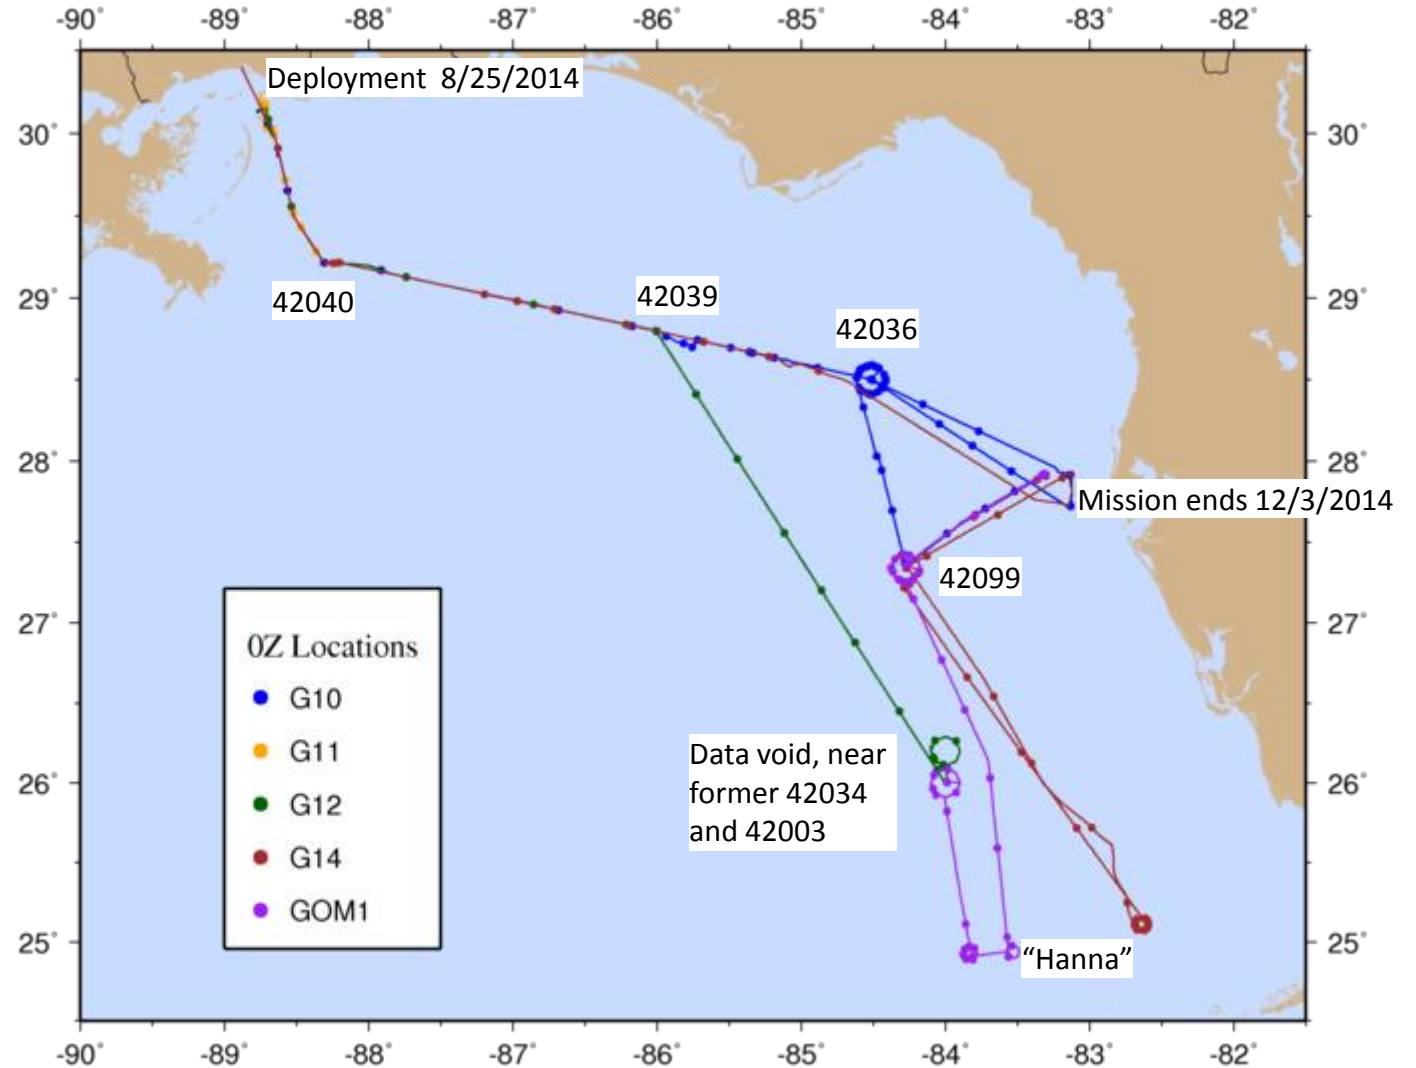 -90° -89° -88° -87° -86° -85° -84° -83° -82°
Deployment 8/25/2014
30° 30°
42039
29° 29°
42040
42036
28° 28°
Mission ends 12/3/2014
42099
27° 27°
0Z Locations
G10
G11
G12
G14
GOM1
Data void, near
former 42034
and 42003
26° 26°
25° 25°
“Hanna”
-90° -89° -88° -87° -86° -85° -84° -83° -82°